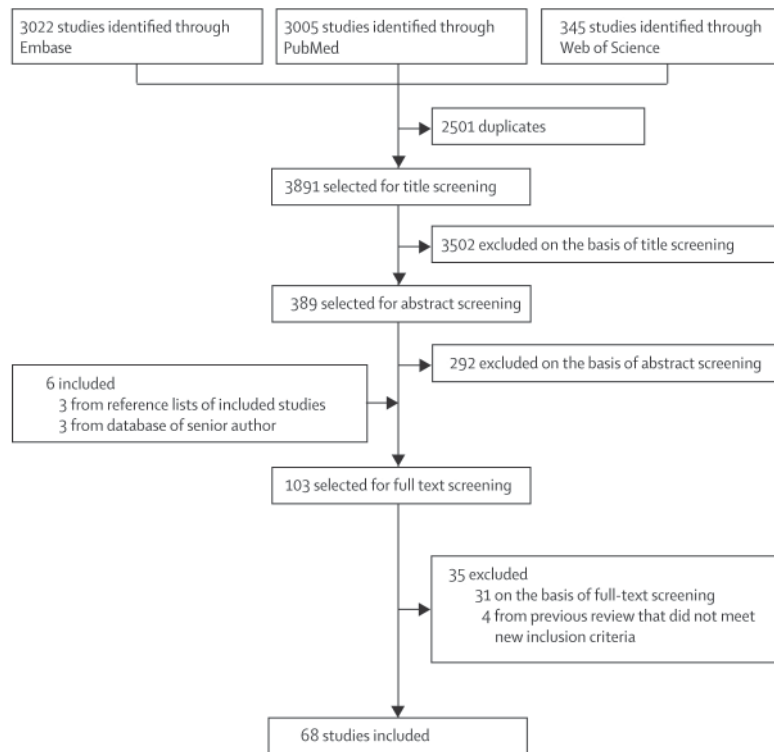 3022 studies identified through
Embase
3005 studies identified through
PubMed
345 studies identified through
Web of Science
2501 duplicates
3891 selected for title screening
3502 excluded on the basis of title screening
389 selected for abstract screening
292 excluded on the basis of abstract screening
6 included
3 from reference lists of included studies
3 from database of senior author
103 selected for full text screening
35 excluded
31 on the basis of full-text screening
4 from previous review that did not meet
new inclusion criteria
68 studies included